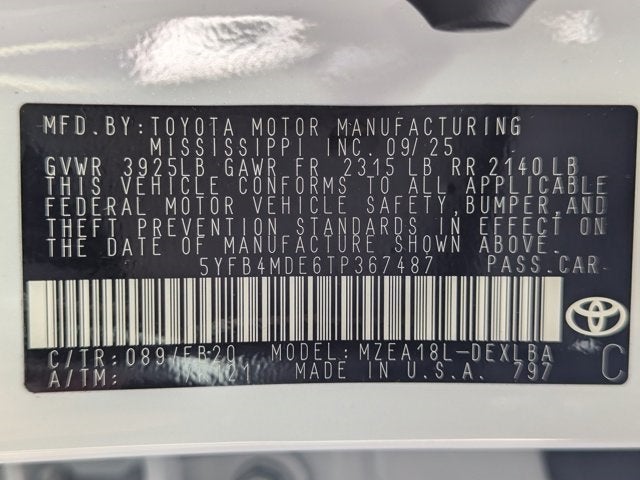 MFD.BY:TOYOTA MOTOR MANUFACTURING
MISSISSIPPI INC. 09/25
GVWR 3925LB GAWR FR 2315 LB RR 2140 LB
THIS VEHICLE CONFORMS TO ALL APPLICABLE
FEDERAL MOTOR VEHICLE SAFETY,BUMPER,AND
THEFT PREVENTION STANDARDS IN EFFECT ON
THE DATE OF MANUFACTURE SHOWN ABOVE.
5YFB4MDE6TP367487 PASS.CAR
C/TR:089/FB20 MODEL:MZEA18L-DEXLBA
A/TM: MADE IN U.S.A. 797
C